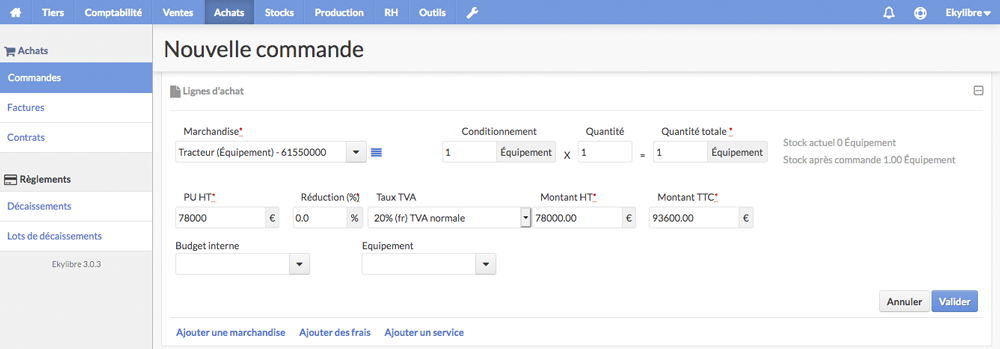 Tiers Comptabilité Ventes Achats Stocks Production RH Outils Ekylibre
Achats
Commandes
Factures
Contrats
Règlements
Décaissements
Lots de décaissements
Ekylibre 3.0.3
Nouvelle commande
Lignes d'achat
Marchandise* Conditionnement Quantité Quantité totale *
Tracteur (Équipement) - 61550000 1 Équipement X 1 = 1 Équipement
Stock actuel 0 Équipement
Stock après commande 1.00 Équipement
PU HT* Réduction (%)* Taux TVA Montant HT* Montant TTC*
78000 € 0.0 % 20% (fr) TVA normale 78000.00 € 93600.00 €
Budget interne Equipement
Annuler Valider
Ajouter une marchandise Ajouter des frais Ajouter un service